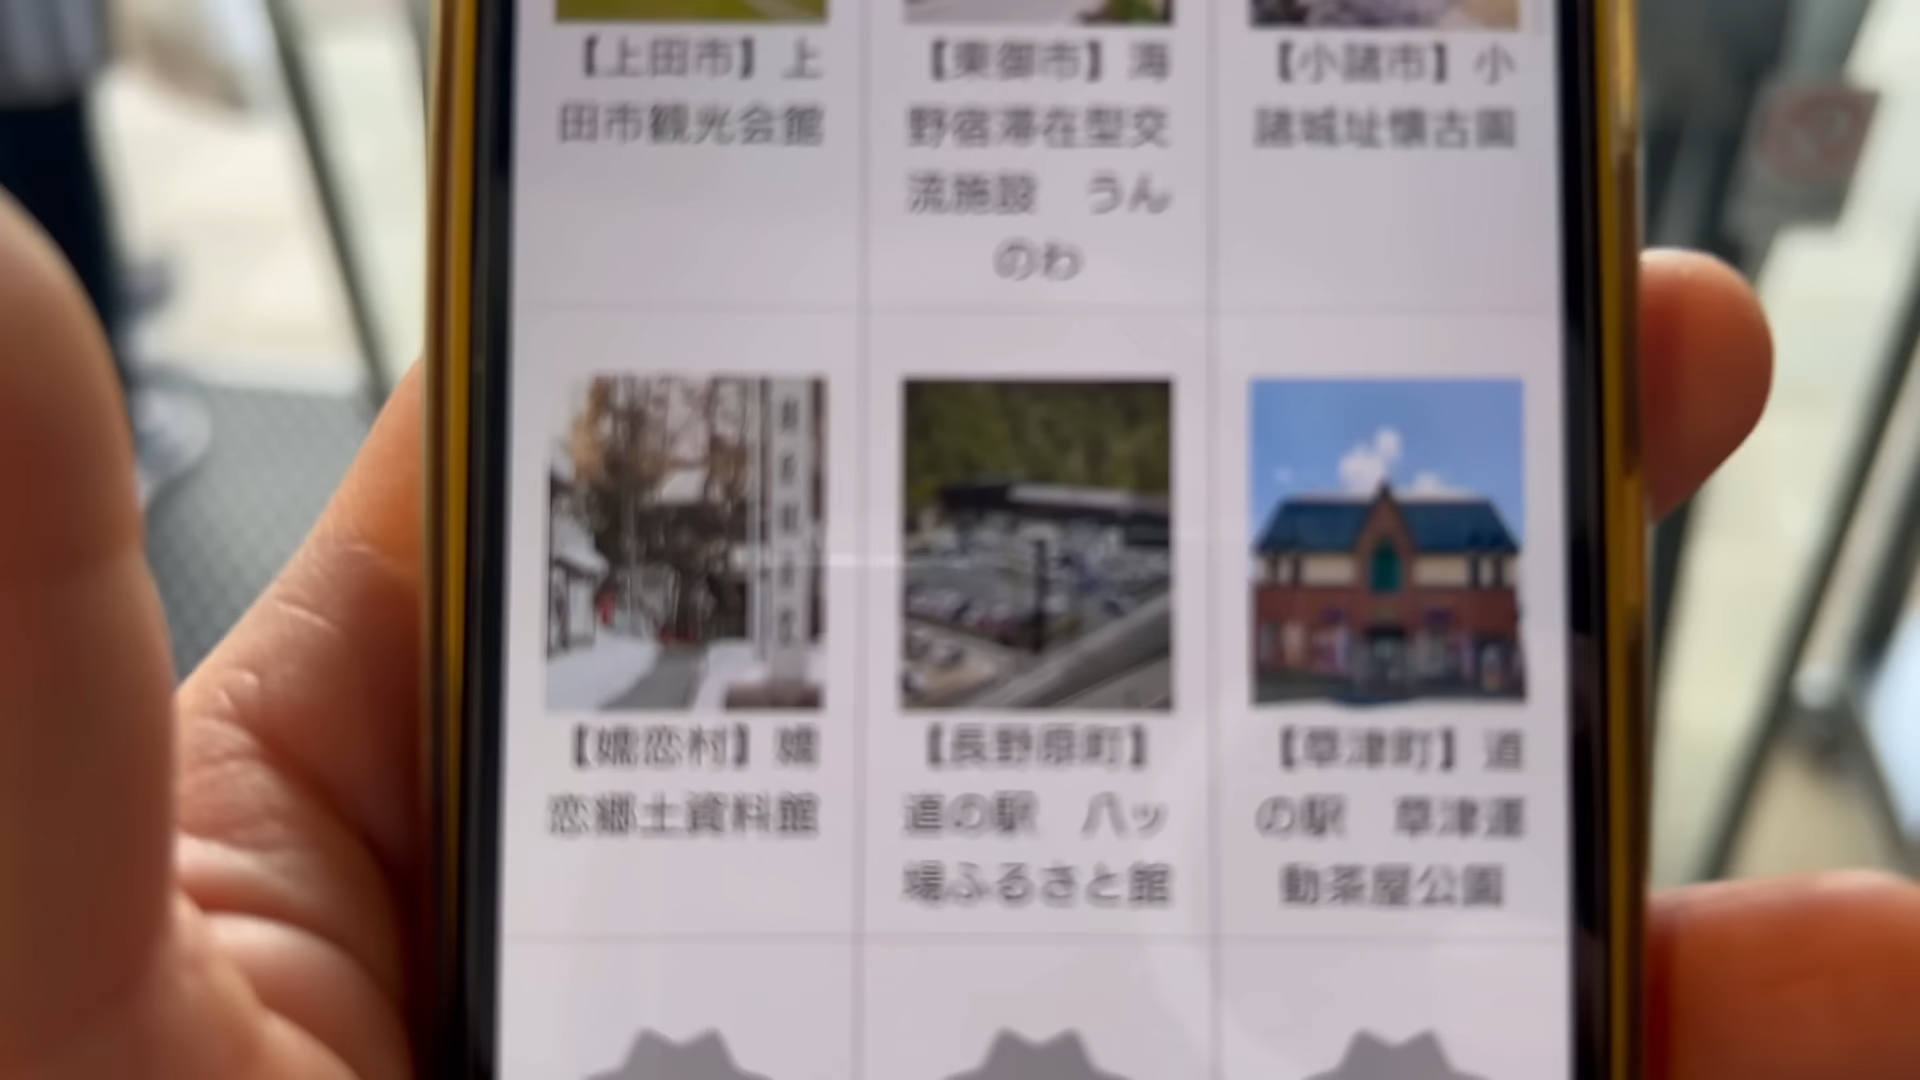 【上田市】上
田市観光会館
【東御市】海
野宿滞在型交
流施設　うん
のわ
【小諸市】小
諸城址懐古園
【嬬恋村】嬬
恋郷土資料館
【長野原町】
道の駅　八ッ
場ふるさと館
【草津町】道
の駅　草津運
動茶屋公園